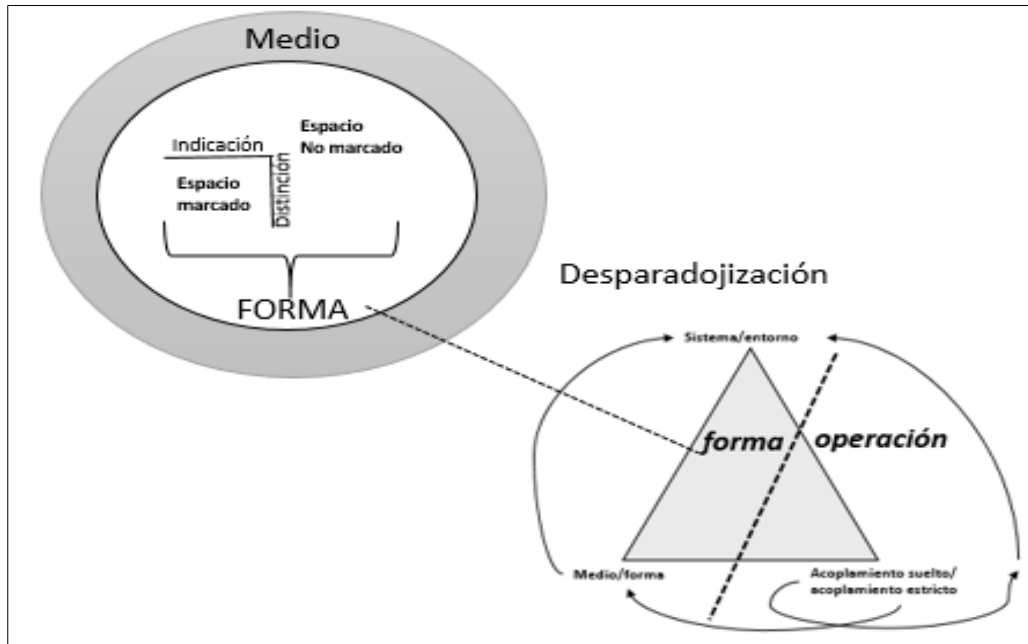 Medio
Espacio
No marcado
Indicación
Distinción
Espacio
marcado
FORMA
Desparadojización
Sistema/entorno
forma
operación
Medio/forma
Acoplamiento suelto/
acoplamiento estricto